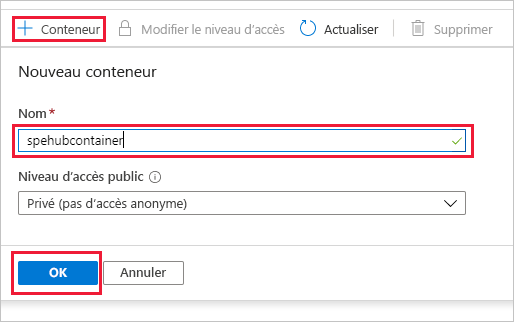 + Conteneur Modifier le niveau d'accès Actualiser Supprimer
Nouveau conteneur
Nom*
spehubcontainer
Niveau d'accès public
Privé (pas d'accès anonyme)
OK Annuler